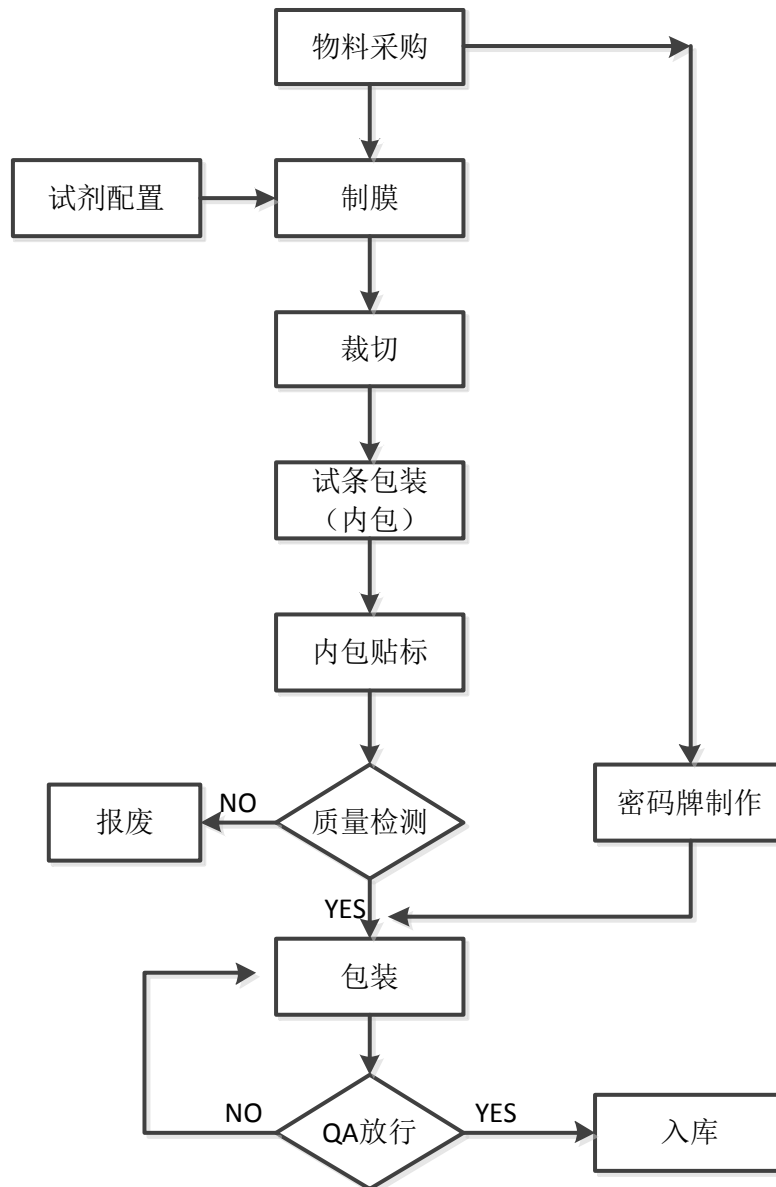 物料采购
试剂配置
制膜
裁切
试条包装
（内包）
内包贴标
报废
NO
质量检测
密码牌制作
YES
包装
NO
QA放行
YES
入库